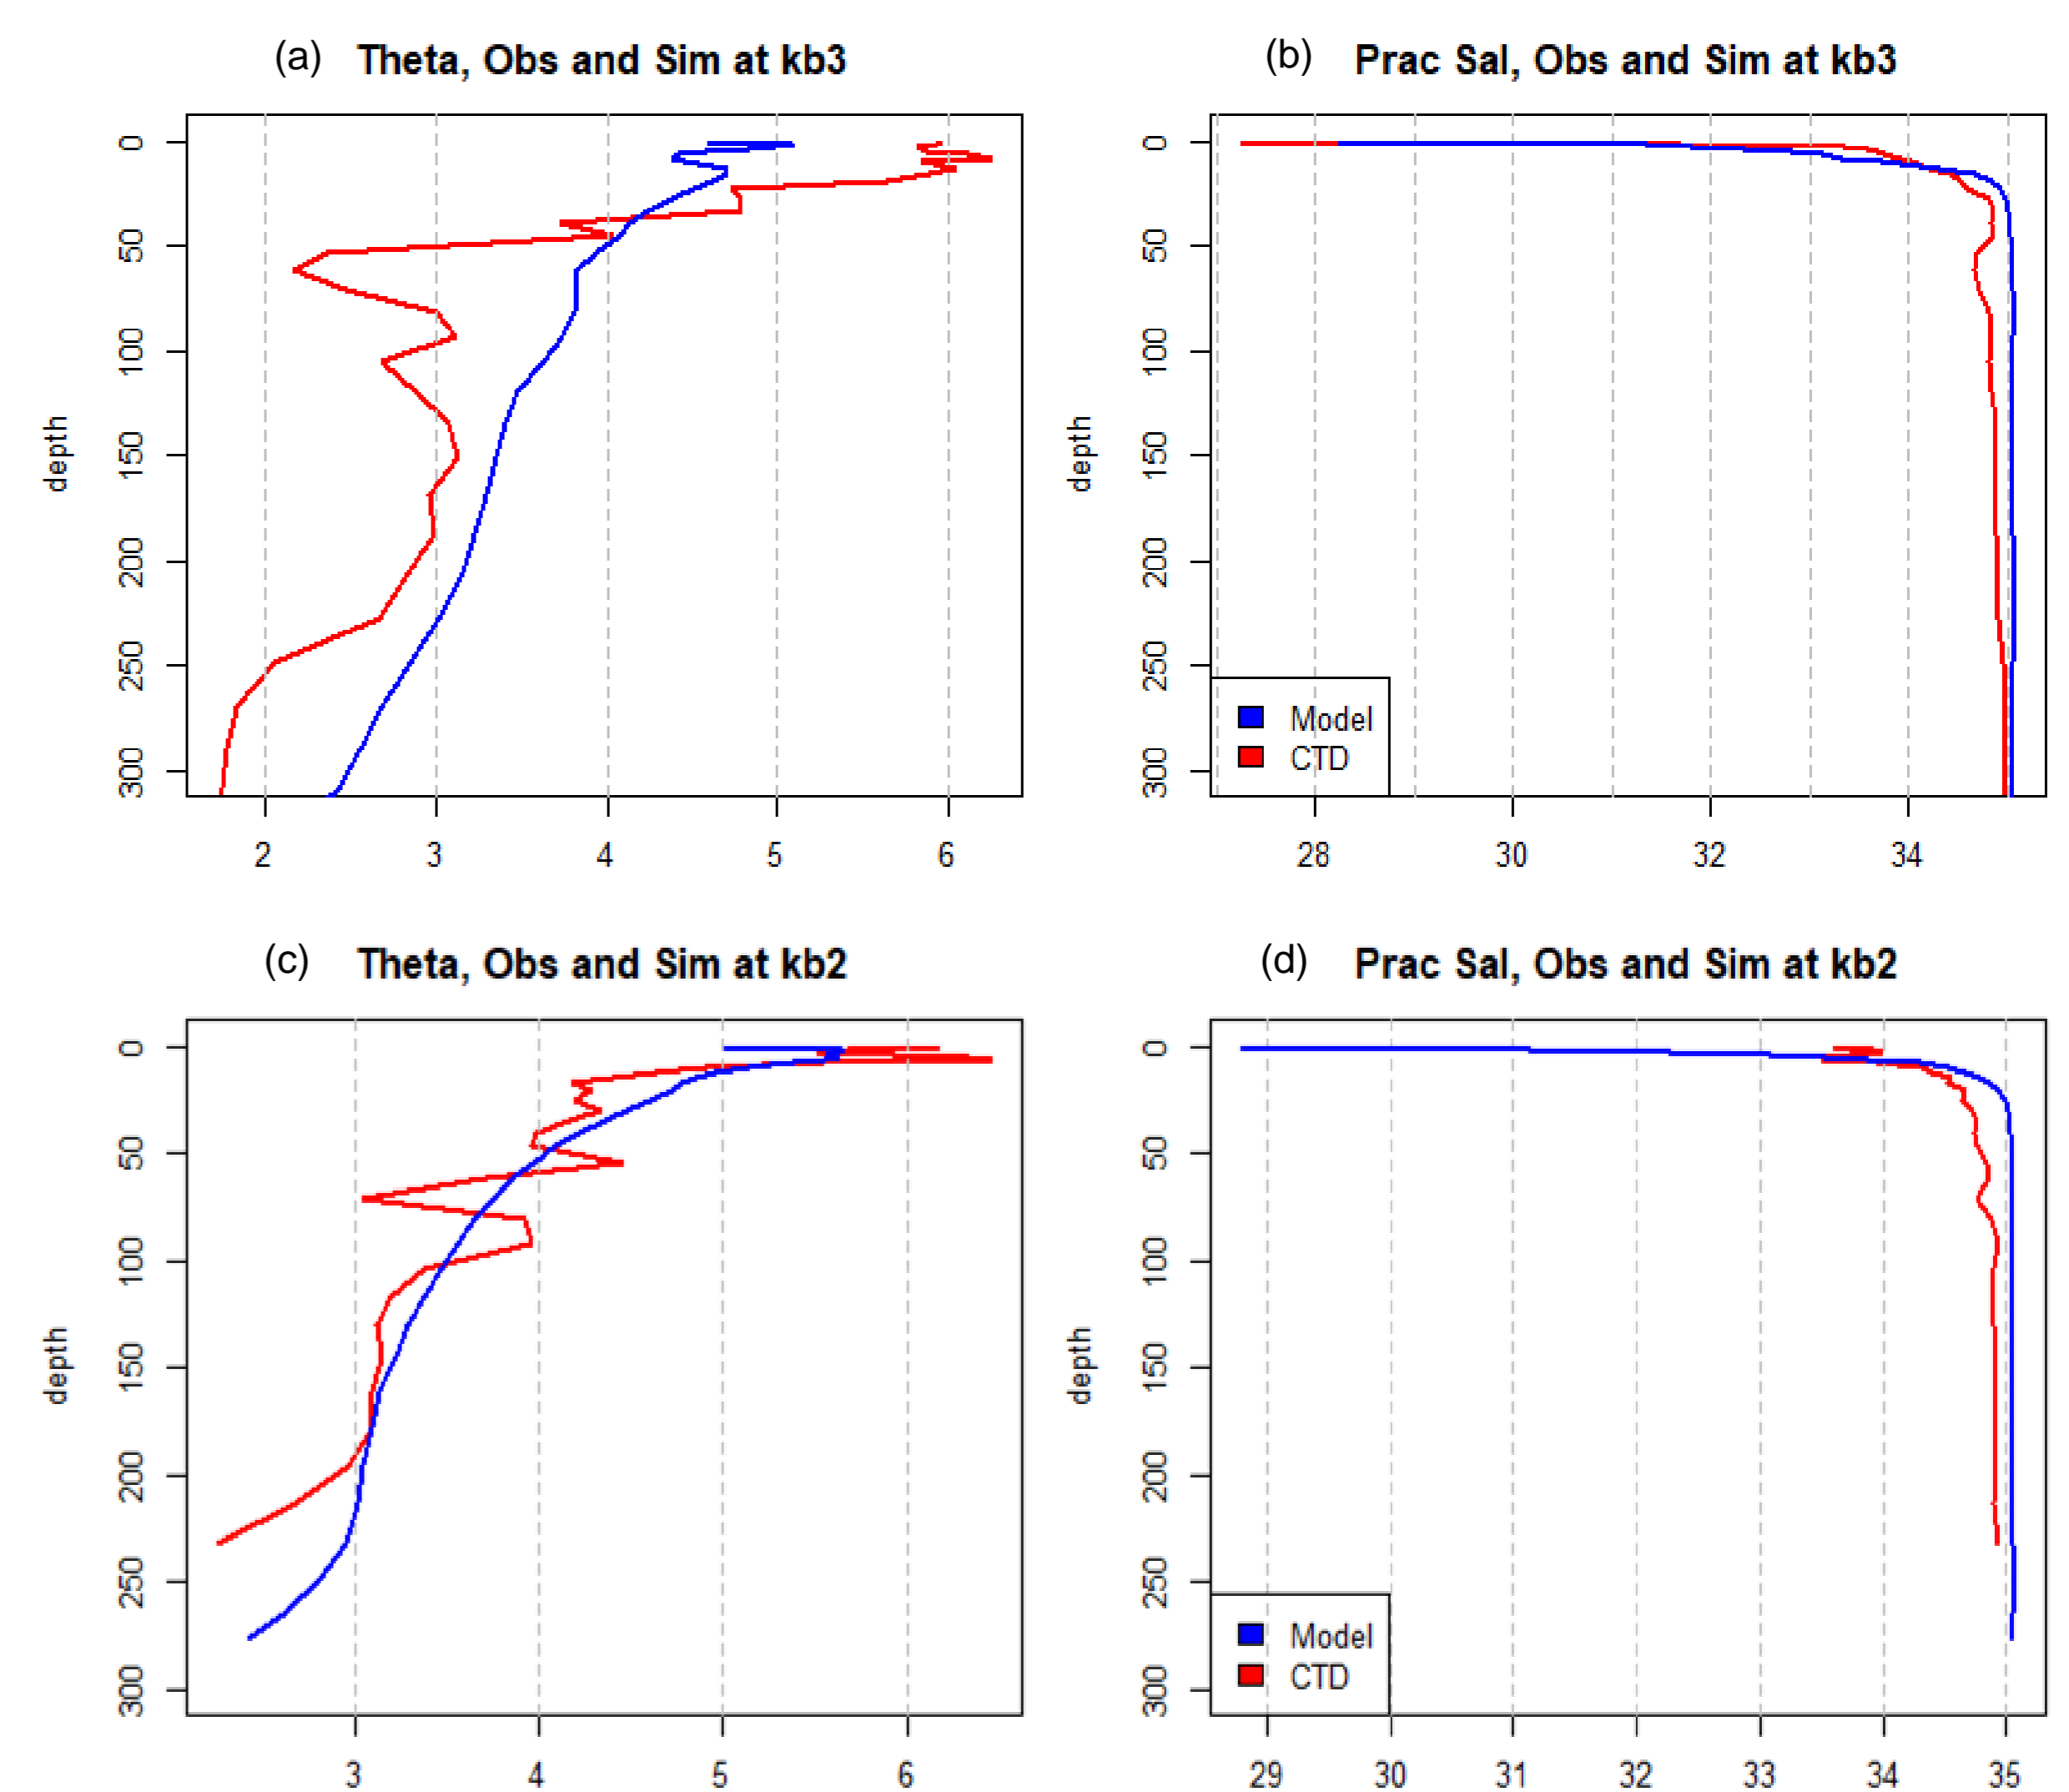 (a) Theta, Obs and Sim at kb3
depth
0
50
100
150
200
250
300
2 3 4 5 6
(b) Prac Sal, Obs and Sim at kb3
depth
0
50
100
150
200
250
300
Model
CTD
28 30 32 34
(c) Theta, Obs and Sim at kb2
depth
0
50
100
150
200
250
300
3 4 5 6
(d) Prac Sal, Obs and Sim at kb2
depth
0
50
100
150
200
250
300
Model
CTD
29 30 31 32 33 34 35